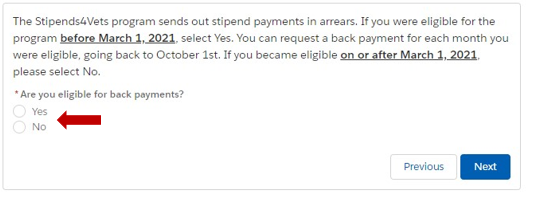 The Stipends4Vets program sends out stipend payments in arrears. If you were eligible for the
program before March 1, 2021, select Yes. You can request a back payment for each month you
were eligible, going back to October 1st. If you became eligible on or after March 1, 2021,
please select No.
* Are you eligible for back payments?
Yes
No
Previous
Next